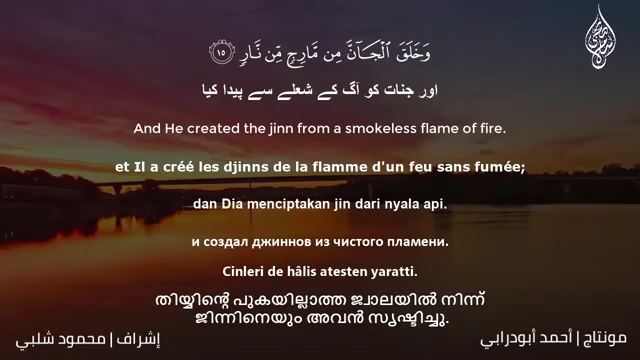 وَخَلَقَ ٱلْجَآنَّ مِن مَّارِجٍ مِّن نَّارٍ ١٥
اور جنات کو آگ کے شعلے سے پیدا کیا
And He created the jinn from a smokeless flame of fire.
et Il a créé les djinns de la flamme d'un feu sans fumée;
dan Dia menciptakan jin dari nyala api.
и создал джиннов из чистого пламени.
Cinleri de hâlis atesten yaratti.
തിയ്യിന്റെ പുകയില്ലാത്ത ജ്വാലയില്‍ നിന്ന്
ജിന്നിനെയും അവന്‍ സൃഷ്ടിച്ചു.
مونتاج | أحمد أبودرابي
إشراف | محمود شلبي